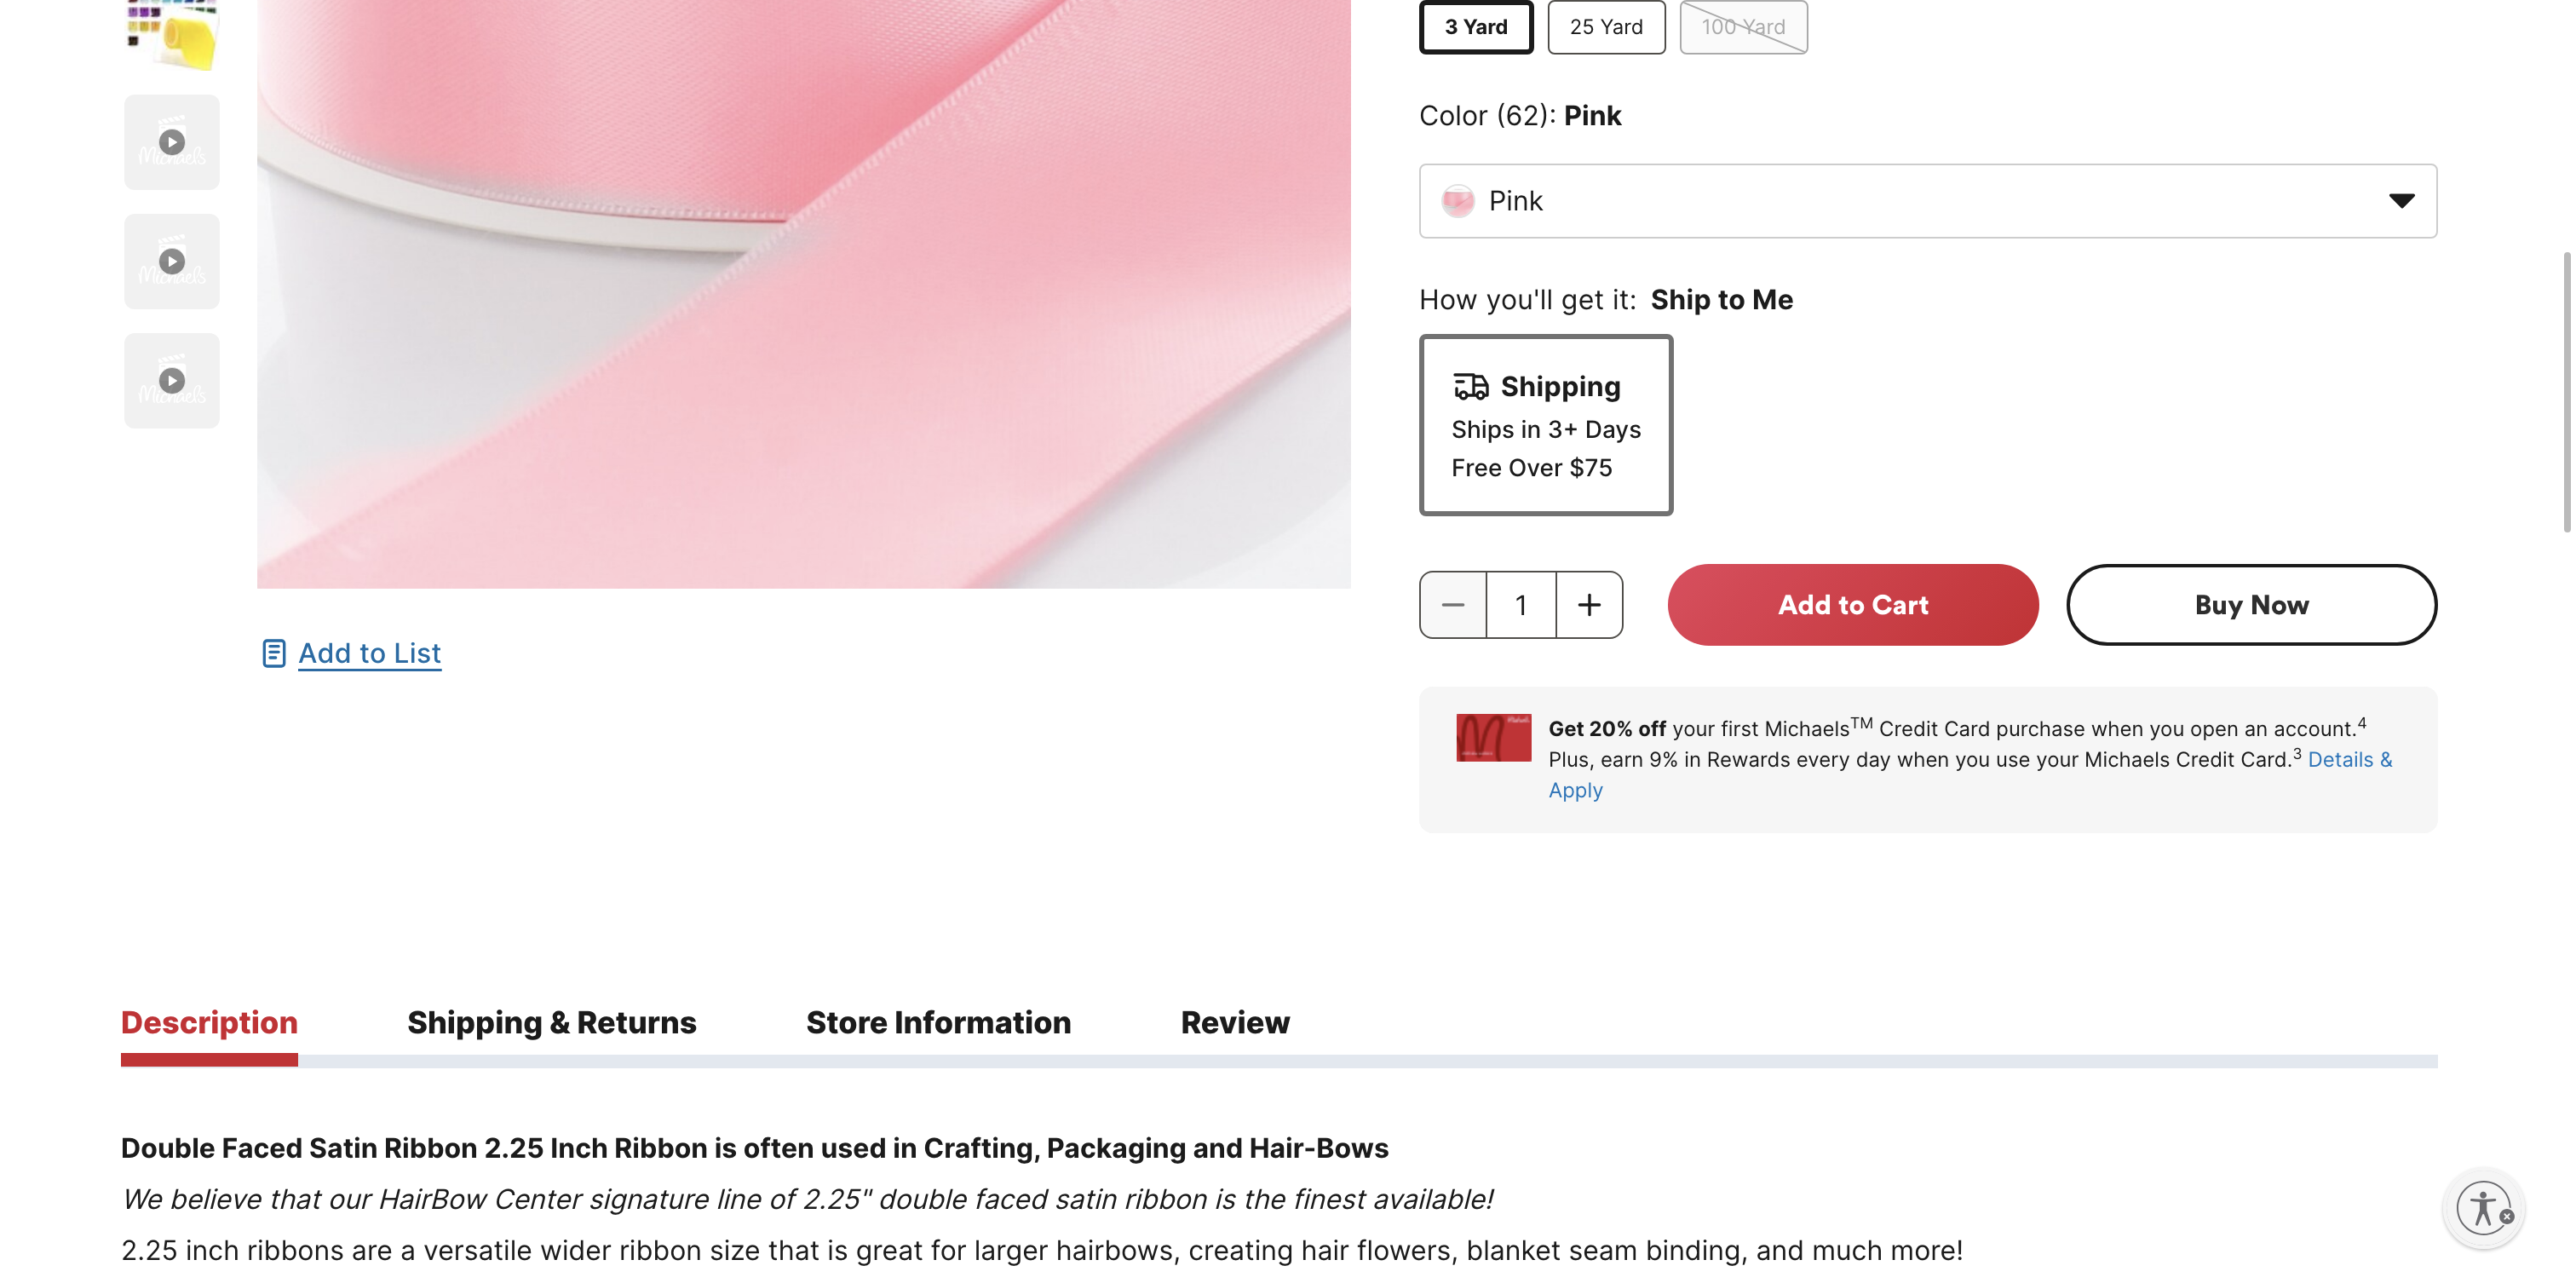 3 Yard 25 Yard 100 Yard
Color (62): Pink
Pink
How you'll get it: Ship to Me
Shipping
Ships in 3+ Days
Free Over $75
1
Add to Cart
Buy Now
Add to List
Get 20% off your first Michaels™ Credit Card purchase when you open an account.⁴
Plus, earn 9% in Rewards every day when you use your Michaels Credit Card.³ Details &
Apply
Michaels
Michaels
Michaels
Description Shipping & Returns Store Information Review
Double Faced Satin Ribbon 2.25 Inch Ribbon is often used in Crafting, Packaging and Hair-Bows
We believe that our HairBow Center signature line of 2.25" double faced satin ribbon is the finest available!
2.25 inch ribbons are a versatile wider ribbon size that is great for larger hairbows, creating hair flowers, blanket seam binding, and much more!